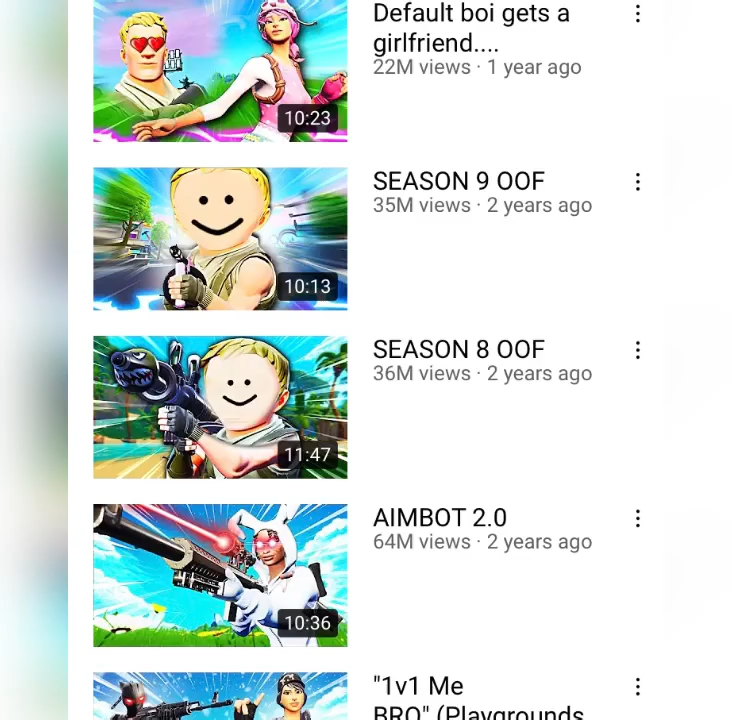 Default boi gets a
girlfriend....
22M views · 1 year ago
10:23
SEASON 9 OOF
35M views · 2 years ago
10:13
SEASON 8 OOF
36M views · 2 years ago
11:47
AIMBOT 2.0
64M views · 2 years ago
10:36
"1v1 Me
BRO" (Playgrounds